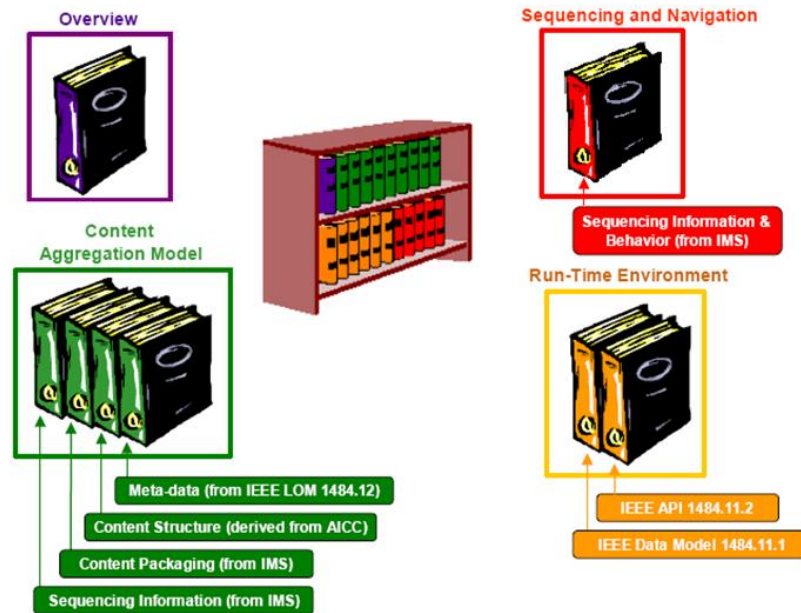 Overview
Sequencing and Navigation
Sequencing Information &
Behavior (from IMS)
Content
Aggregation Model
Meta-data (from IEEE LOM 1484.12)
Content Structure (derived from AICC)
Content Packaging (from IMS)
Sequencing Information (from IMS)
Run-Time Environment
IEEE API 1484.11.2
IEEE Data Model 1484.11.1